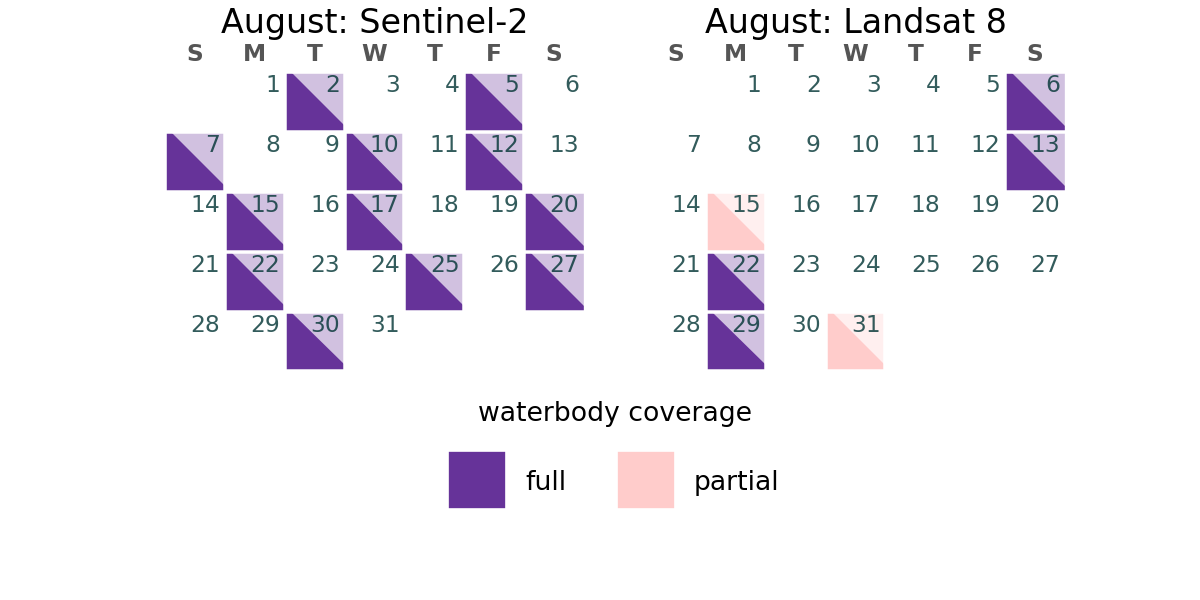 August: Sentinel-2
S M T W T F S
1 2 3 4 5 6
7 8 9 10 11 12 13
14 15 16 17 18 19 20
21 22 23 24 25 26 27
28 29 30 31
August: Landsat 8
S M T W T F S
1 2 3 4 5 6
7 8 9 10 11 12 13
14 15 16 17 18 19 20
21 22 23 24 25 26 27
28 29 30 31
waterbody coverage
full
partial